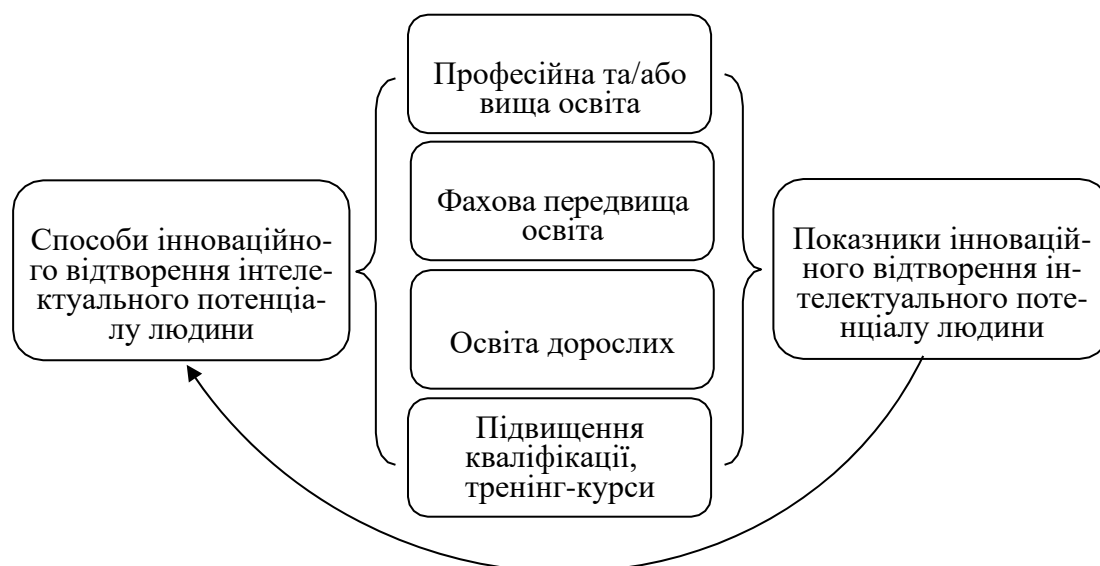 Способи інноваційно-
го відтворення інтеле-
ктуального потенціа-
лу людини
Професійна та/або
вища освіта
Фахова передвища
освіта
Освіта дорослих
Підвищення
кваліфікації,
тренінг-курси
Показники інновацій-
ного відтворення ін-
телектуального поте-
нціалу людини